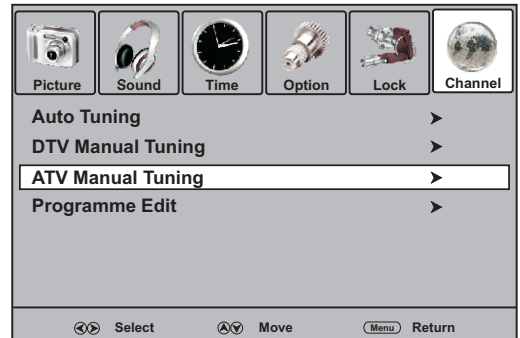 Picture Sound Time Option Lock Channel
Auto Tuning
DTV Manual Tuning
ATV Manual Tuning
Programme Edit
Select Move Menu Return